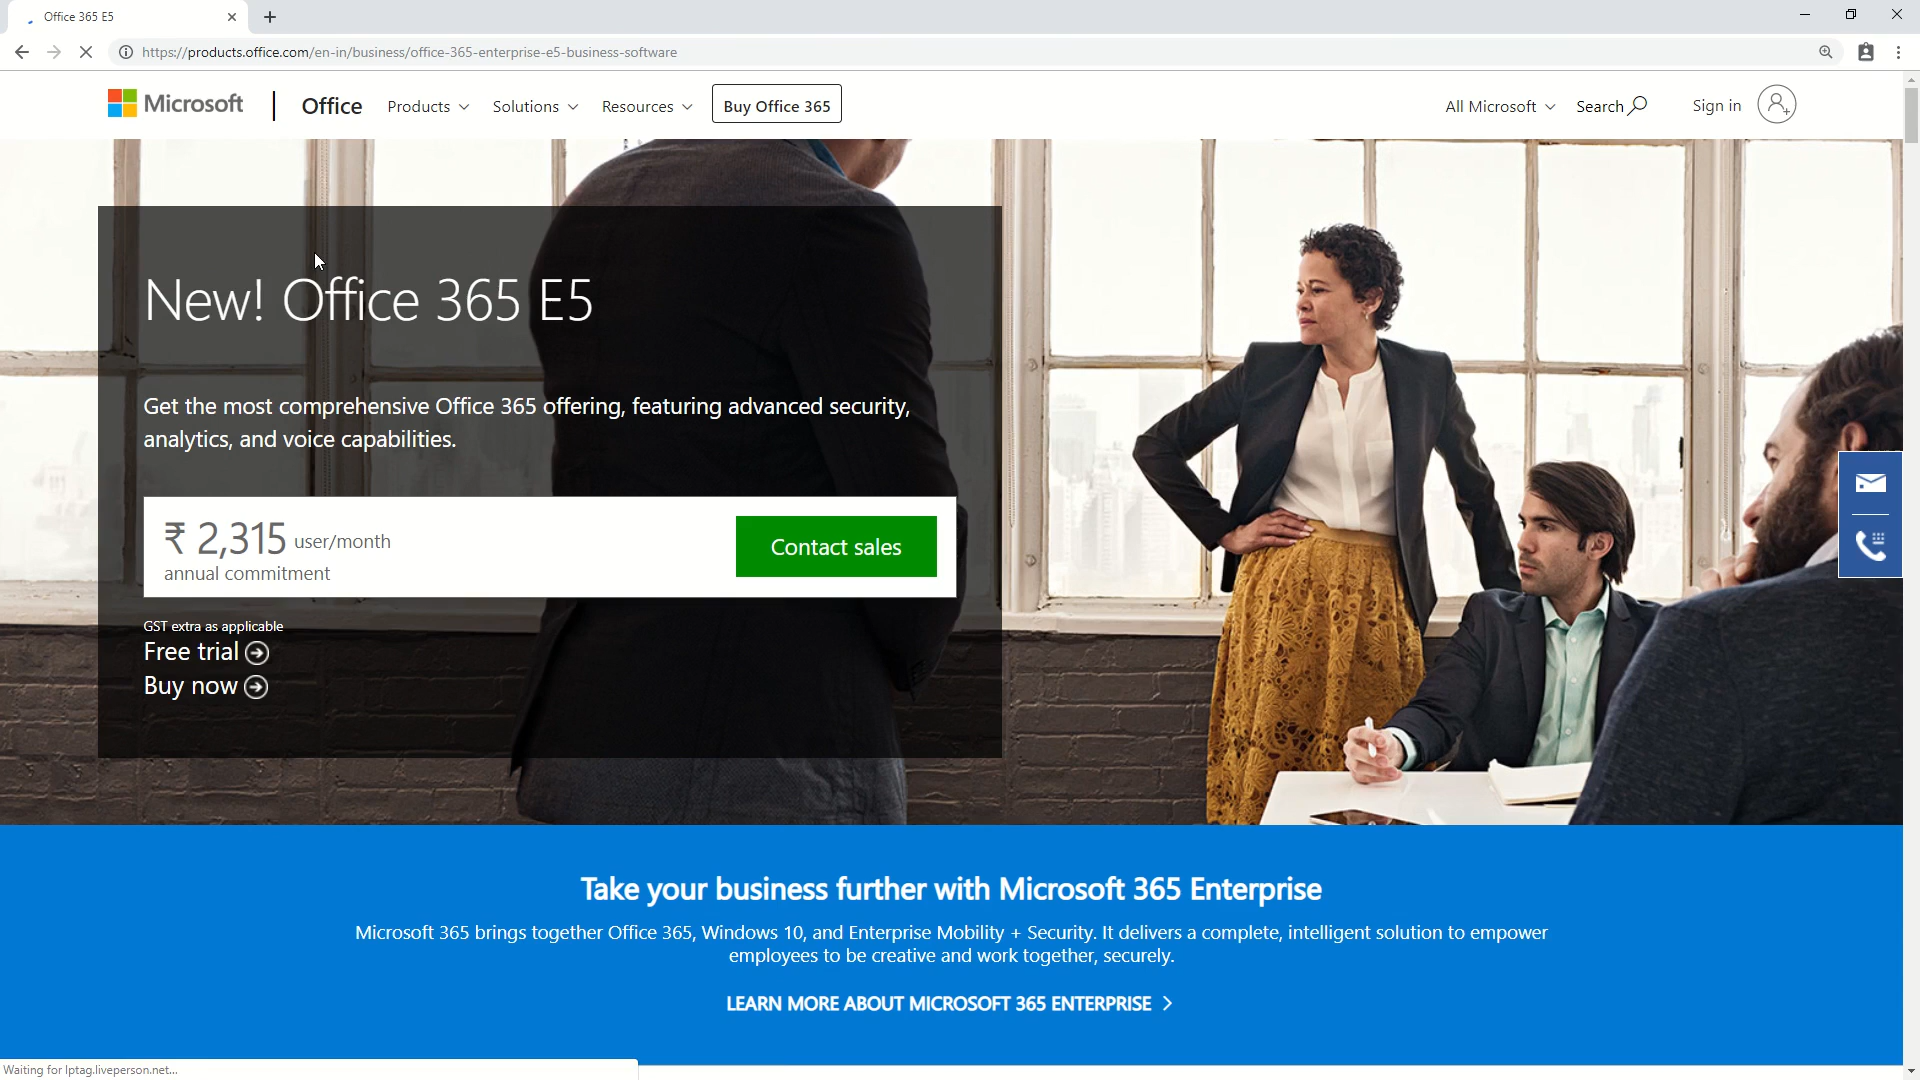 Office 365 E5
https://products.office.com/en-in/business/office-365-enterprise-e5-business-software
Microsoft
Office
Products
Solutions
Resources
Buy Office 365
All Microsoft
Search
Sign in
New! Office 365 E5
Get the most comprehensive Office 365 offering, featuring advanced security,
analytics, and voice capabilities.
₹ 2,315 user/month
annual commitment
Contact sales
GST extra as applicable
Free trial
Buy now
Take your business further with Microsoft 365 Enterprise
Microsoft 365 brings together Office 365, Windows 10, and Enterprise Mobility + Security. It delivers a complete, intelligent solution to empower
employees to be creative and work together, securely.
LEARN MORE ABOUT MICROSOFT 365 ENTERPRISE
Waiting for lptag.liveperson.net...